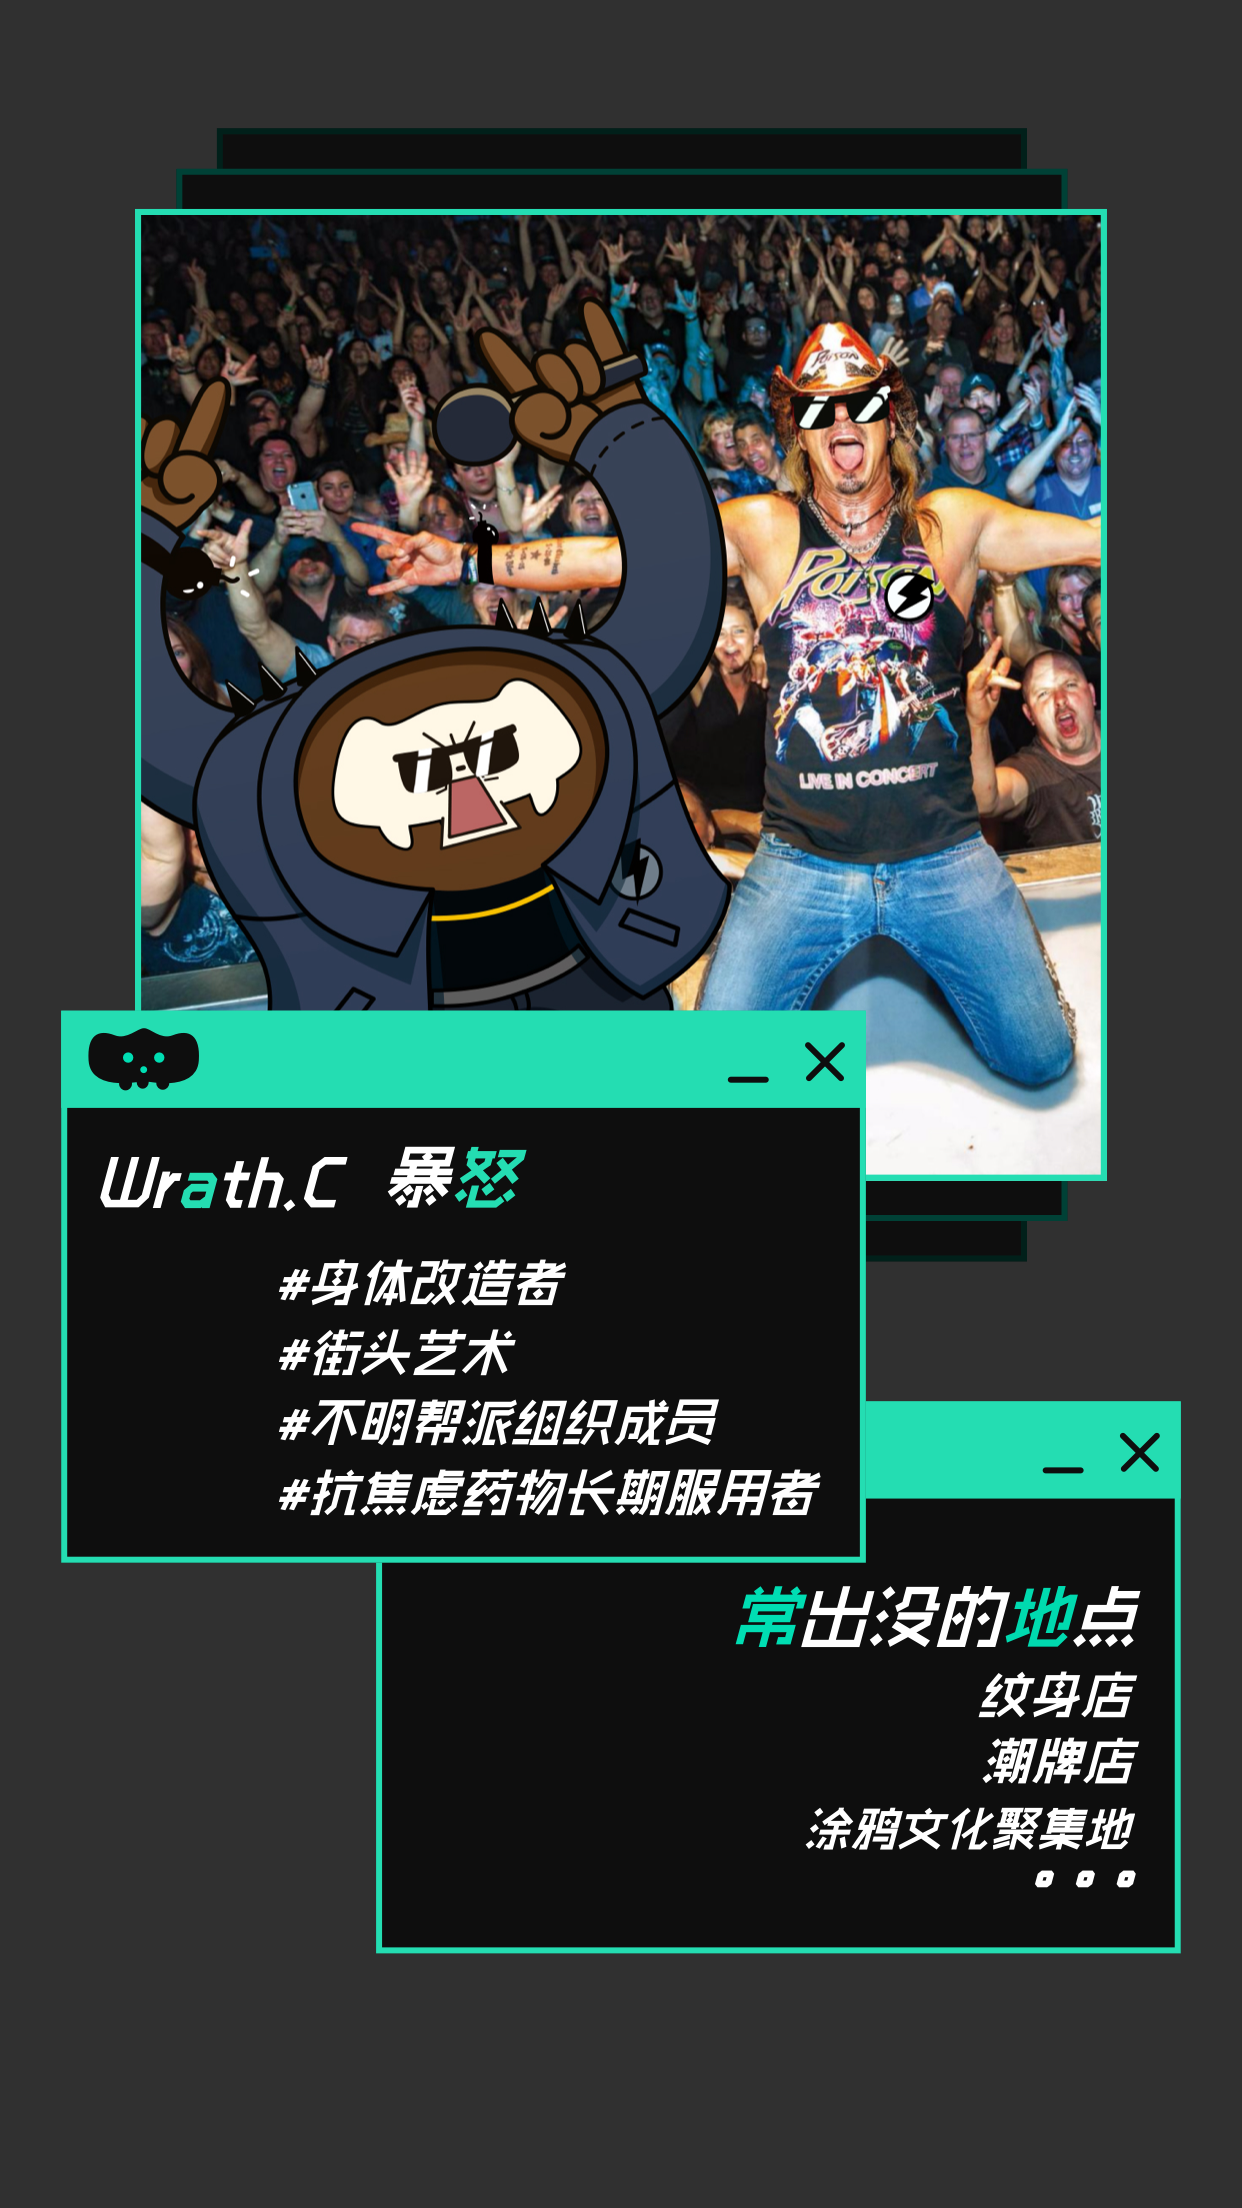 POISON
Poison
LIVE IN CONCERT
Wrath.C 暴怒
#身体改造者
#街头艺术
#不明帮派组织成员
#抗焦虑药物长期服用者
常出没的地点
纹身店
潮牌店
涂鸦文化聚集地
。。。